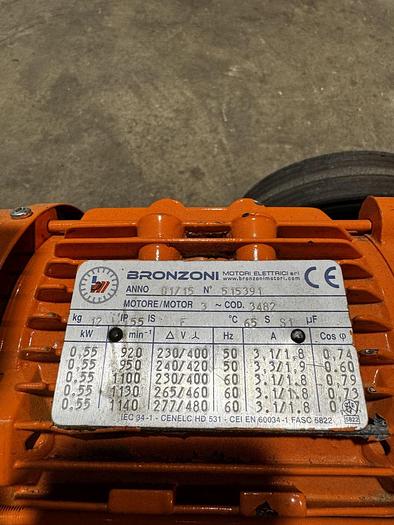 bm BRONZONI MOTORI ELETTRICI srl
www.bronzonimotori.com CE
ANNO 01/15 N° 515391
MOTORE/MOTOR 3 ~ COD. 3482
kg 12 IP 55 IS F °C 65 S S1 µF
kW min-1 Δ V Y Hz A Cos φ
0,55 920 230/400 50 3.1/1.8 0.74
0,55 950 240/420 50 3.3/1.9 0.60
0,55 1100 230/400 60 3.1/1.8 0.79
0,55 1130 265/460 60 3.1/1.8 0.73
0,55 1140 277/480 60 3.1/1.8
IEC 34-1 - CENELC HD 531 - CEI EN 60034-1 FASC 5822